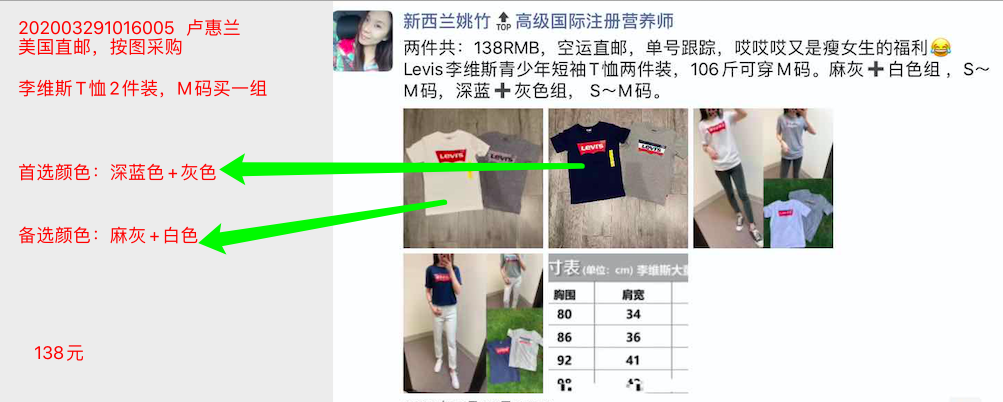 202003291016005 卢惠兰
美国直邮，按图采购
李维斯T恤2件装，M码买一组
首选颜色：深蓝色+灰色
备选颜色：麻灰+白色
138元
新西兰姚竹🔝高级国际注册营养师
两件共：138RMB，空运直邮，单号跟踪，哎哎哎又是瘦女生的福利😂
Levis李维斯青少年短袖T恤两件装，106斤可穿M码。麻灰➕白色组，S～
M码，深蓝➕灰色组， S～M码。
LEVI'S
LEVI'S
寸表(单位：cm) 李维斯大
胸围 肩宽
80 34
86 36
92 41